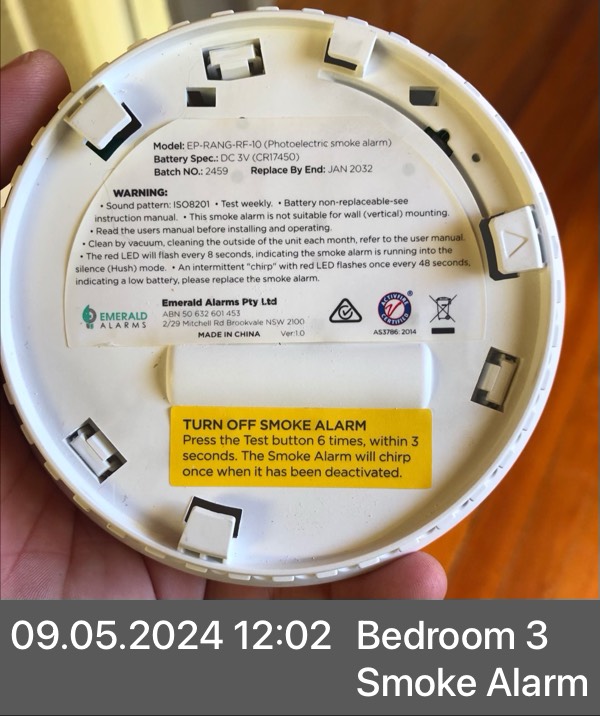 Model: EP-RANG-RF-10 (Photoelectric smoke alarm)
Battery Spec.: DC 3V (CR17450)
Batch NO.: 2459 Replace By End: JAN 2032
WARNING:
• Sound pattern: ISO8201 • Test weekly. • Battery non-replaceable-see
instruction manual. • This smoke alarm is not suitable for wall (vertical) mounting.
• Read the users manual before installing and operating.
• Clean by vacuum, cleaning the outside of the unit each month, refer to the user manual.
• The red LED will flash every 8 seconds, indicating the smoke alarm is running into the
silence (Hush) mode. • An intermittent "chirp" with red LED flashes once every 48 seconds,
indicating a low battery, please replace the smoke alarm.
EMERALD
ALARMS
Emerald Alarms Pty Ltd
ABN 50 632 601 453
2/29 Mitchell Rd Brookvale NSW 2100
MADE IN CHINA Ver:1.0
ACTIVFIRE
CERTIFIED
AS3786: 2014
TURN OFF SMOKE ALARM
Press the Test button 6 times, within 3
seconds. The Smoke Alarm will chirp
once when it has been deactivated.
09.05.2024 12:02 Bedroom 3
Smoke Alarm